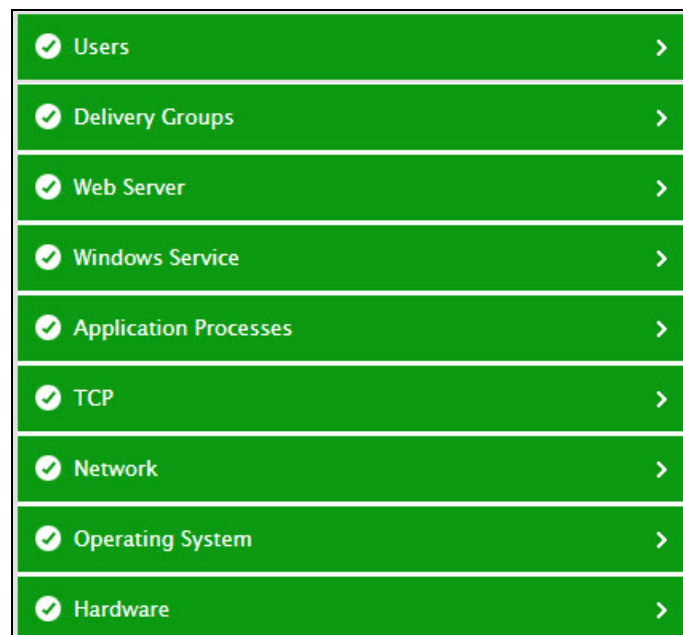 Users
Delivery Groups
Web Server
Windows Service
Application Processes
TCP
Network
Operating System
Hardware